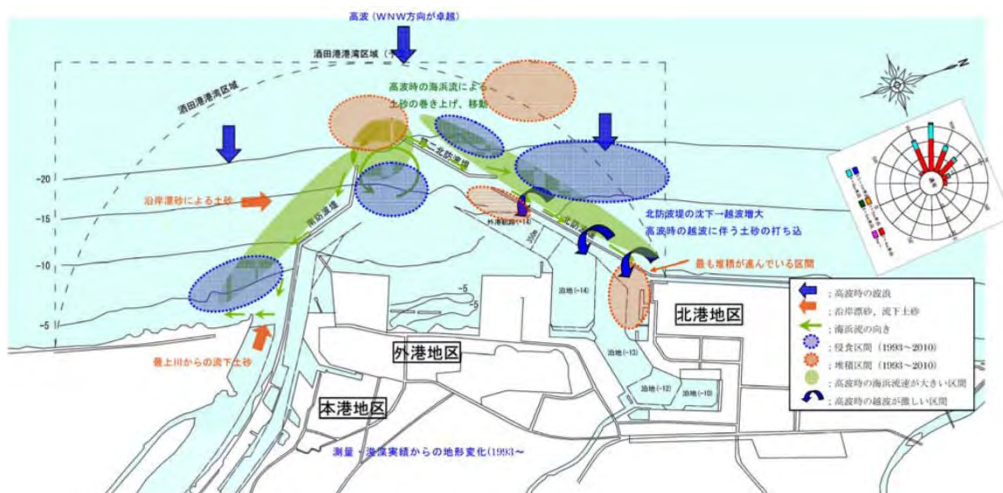 高波（WNW方向が卓越）
酒田港港湾区域（予
酒田港港湾区域
高波時の海浜流による
土砂の巻き上げ、移動
第二北防波堤
沿岸漂砂による土砂
南防波堤
外港航路(-14)
350m
北防波堤
北防波堤の沈下→越波増大
高波時の越波に伴う土砂の打ち込
最も堆積が進んでいる区間
-20
-15
-10
-5
-5
-5
泊地(-14)
北港地区
外港地区
泊地(-13)
最上川からの流下土砂
泊地(-12)
泊地(-10)
本港地区
測量・浚渫実績からの地形変化(1993～
N
；高波時の波浪
；沿岸漂砂、流下土砂
；海浜流の向き
；侵食区間（1993～2010）
；堆積区間（1993～2010）
；高波時の海浜流速が大きい区間
；高波時の越波が激しい区間